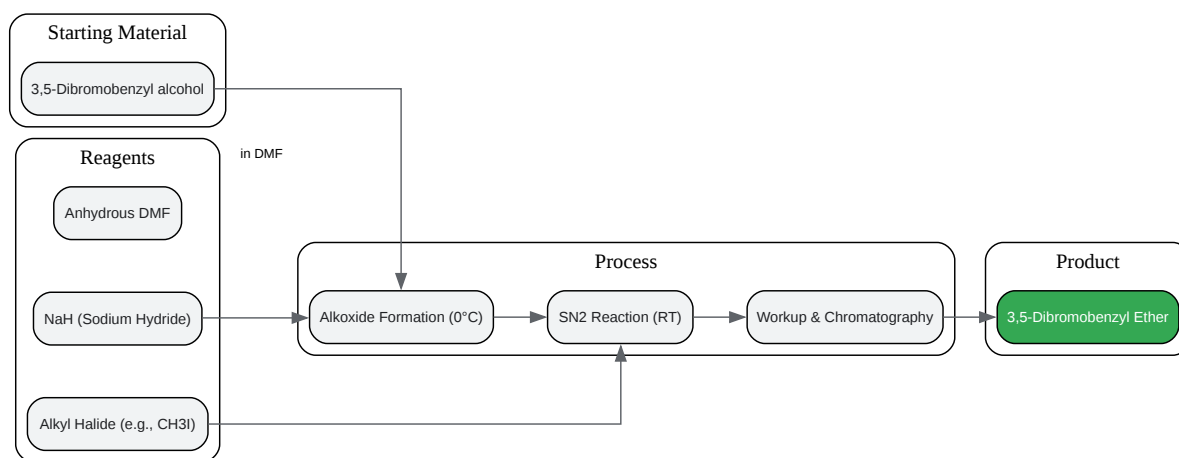 Starting Material
3,5-Dibromobenzyl alcohol
Reagents
in DMF
Anhydrous DMF
Process
Product
NaH (Sodium Hydride)
Alkoxide Formation (0°C)
SN2 Reaction (RT)
Workup & Chromatography
3,5-Dibromobenzyl Ether
Alkyl Halide (e.g., CH3I)